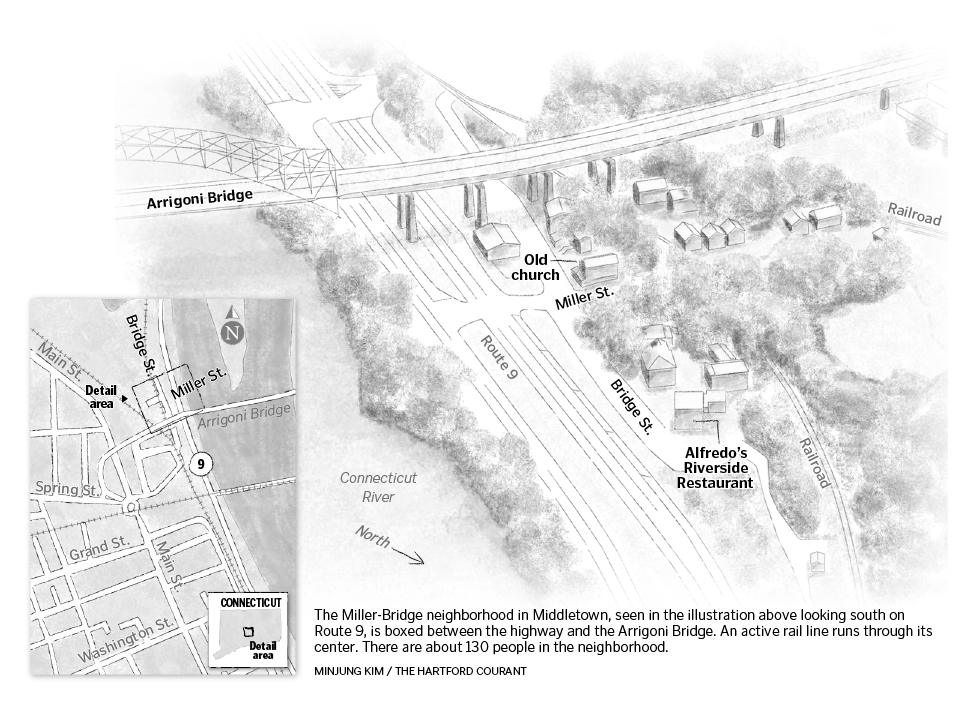 Arrigoni Bridge
Railroad
Old
church
Miller St.
Route 9
Bridge St.
Alfredo's
Riverside
Restaurant
Railroad
Connecticut
River
North
Bridge St.
N
Main St.
Miller St.
Detail
area
Arrigoni Bridge
9
Spring St.
Grand St.
Main St.
Washington St.
CONNECTICUT
Detail
area
The Miller-Bridge neighborhood in Middletown, seen in the illustration above looking south on
Route 9, is boxed between the highway and the Arrigoni Bridge. An active rail line runs through its
center. There are about 130 people in the neighborhood.
MINJUNG KIM / THE HARTFORD COURANT